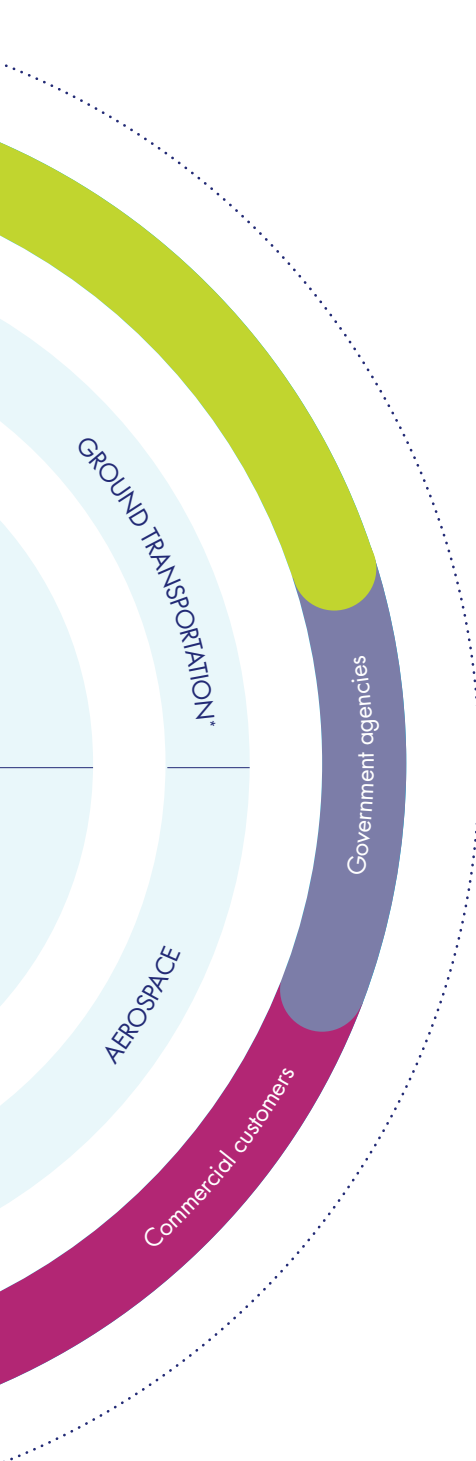 GROUND TRANSPORTATION*
Government agencies
AEROSPACE
Commercial customers